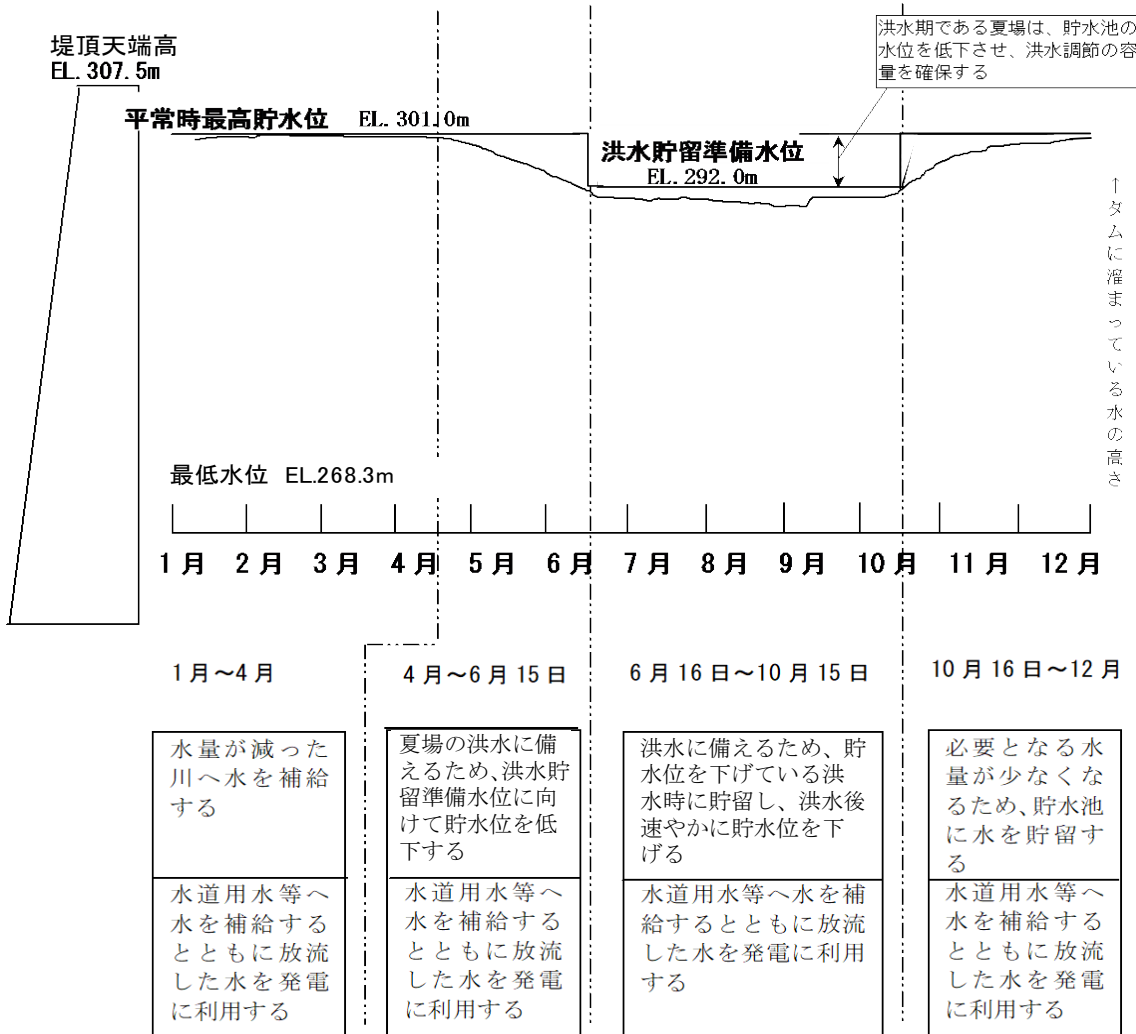 洪水期である夏場は、貯水池の
水位を低下させ、洪水調節の容
量を確保する
堤頂天端高
EL.307.5m
平常時最高貯水位 EL.301.0m
洪水貯留準備水位
EL.292.0m
↑ダムに溜まっている水の高さ
最低水位 EL.268.3m
1月 2月 3月 4月 5月 6月 7月 8月 9月 10月 11月 12月
1月～4月
水量が減った
川へ水を補給
する
水道用水等へ
水を補給する
とともに放流
した水を発電
に利用する
4月～6月15日
夏場の洪水に備
えるため、洪水貯
留準備水位に向
けて貯水位を低
下する
水道用水等へ
水を補給する
とともに放流
した水を発電
に利用する
6月16日～10月15日
洪水に備えるため、貯
水位を下げている洪
水時に貯留し、洪水後
速やかに貯水位を下
げる
水道用水等へ水を補
給するとともに放流
した水を発電に利用
する
10月16日～12月
必要となる水
量が少なくな
るため、貯水池
に水を貯留す
る
水道用水等へ
水を補給する
とともに放流
した水を発電
に利用する